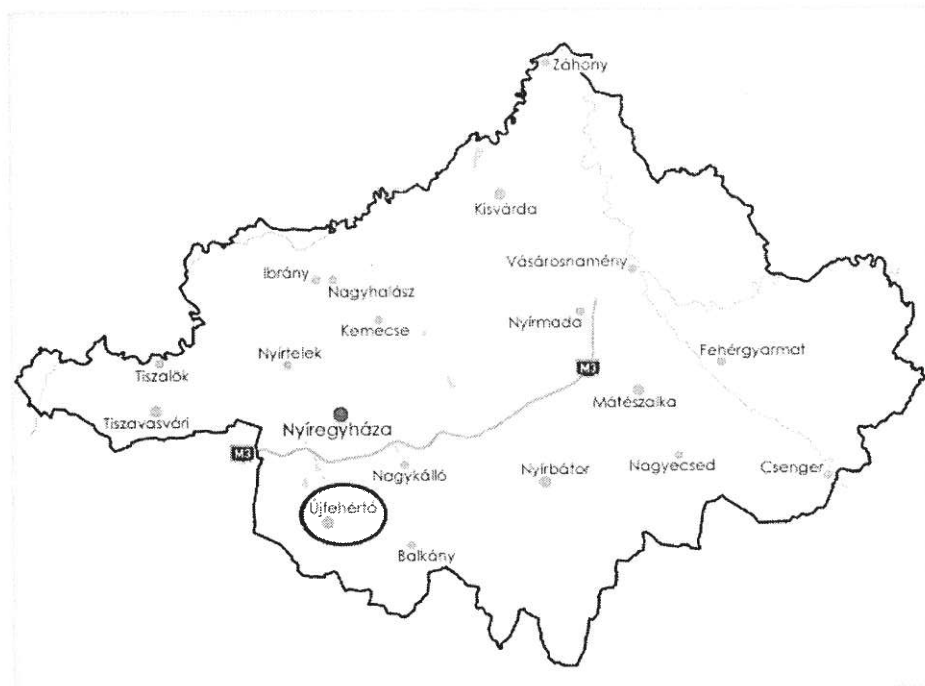 Záhony
Kisvárda
Vásárosnamény
Ibrány
Nagyhalász
Nyírmada
Kemecse
Nyírtelek
Fehérgyarmat
Tiszalök
M3
Mátészalka
Tiszavasvári
Nyíregyháza
M3
Nagykálló
Nyírbátor
Nagyecsed
Csenger
Újfehértó
Balkány